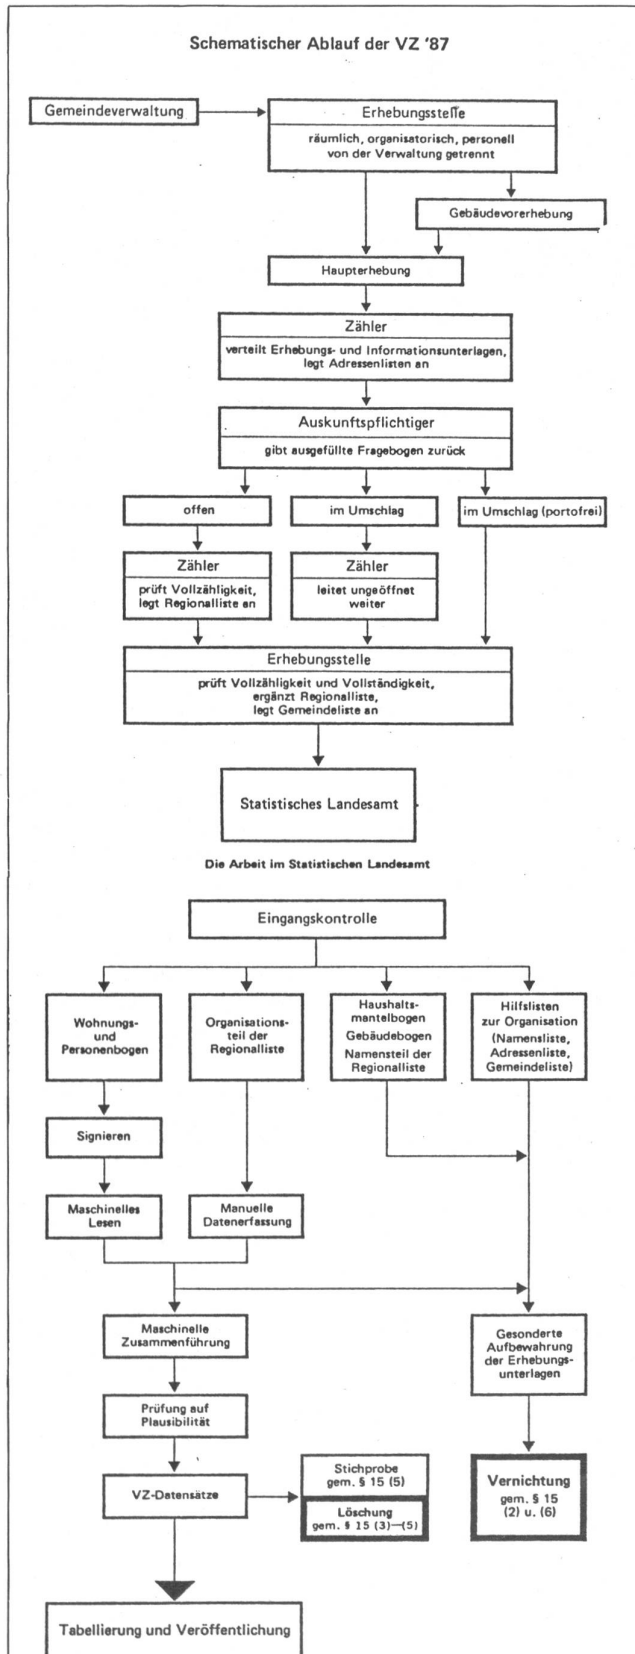 Schematischer Ablauf der VZ '87
Gemeindeverwaltung
Erhebungsstelle
räumlich, organisatorisch, personell
von der Verwaltung getrennt
Gebäudevorerhebung
Haupterhebung
Zähler
verteilt Erhebungs- und Informationsunterlagen,
legt Adressenlisten an
Auskunftspflichtiger
gibt ausgefüllte Fragebogen zurück
offen
im Umschlag
im Umschlag (portofrei)
Zähler
prüft Vollzähligkeit,
legt Regionalliste an
Zähler
leitet ungeöffnet
weiter
Erhebungsstelle
prüft Vollzähligkeit und Vollständigkeit,
ergänzt Regionalliste,
legt Gemeindeliste an
Statistisches Landesamt
Die Arbeit im Statistischen Landesamt
Eingangskontrolle
Wohnungs-
und
Personenbogen
Organisations-
teil der
Regionalliste
Haushalts-
mantelbogen
Gebäudebogen
Namensteil der
Regionalliste
Hilfslisten
zur Organisation
(Namensliste,
Adressenliste,
Gemeindeliste)
Signieren
Maschinelles
Lesen
Manuelle
Datenerfassung
Maschinelle
Zusammenführung
Gesonderte
Aufbewahrung
der Erhebungs-
unterlagen
Prüfung auf
Plausibilität
VZ-Datensätze
Stichprobe
gem. § 15 (5)
Löschung
gem. § 15 (3)—(5)
Vernichtung
gem. § 15
(2) u. (6)
Tabellierung und Veröffentlichung